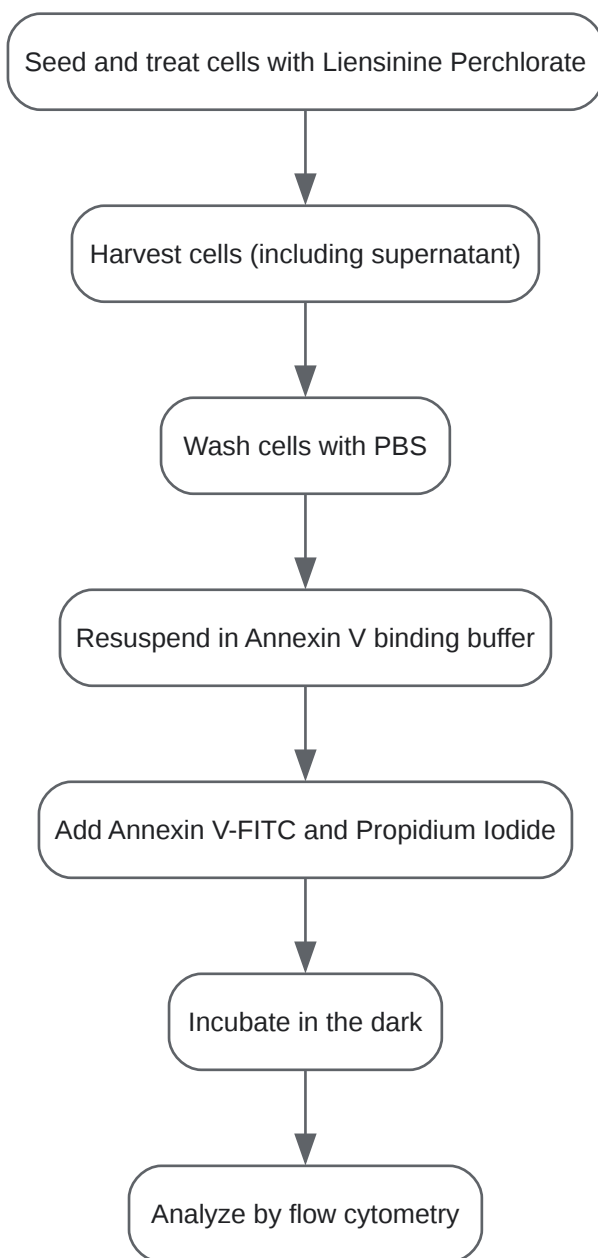 Seed and treat cells with Liensinine Perchlorate
Harvest cells (including supernatant)
Wash cells with PBS
Resuspend in Annexin V binding buffer
Add Annexin V-FITC and Propidium Iodide
Incubate in the dark
Analyze by flow cytometry